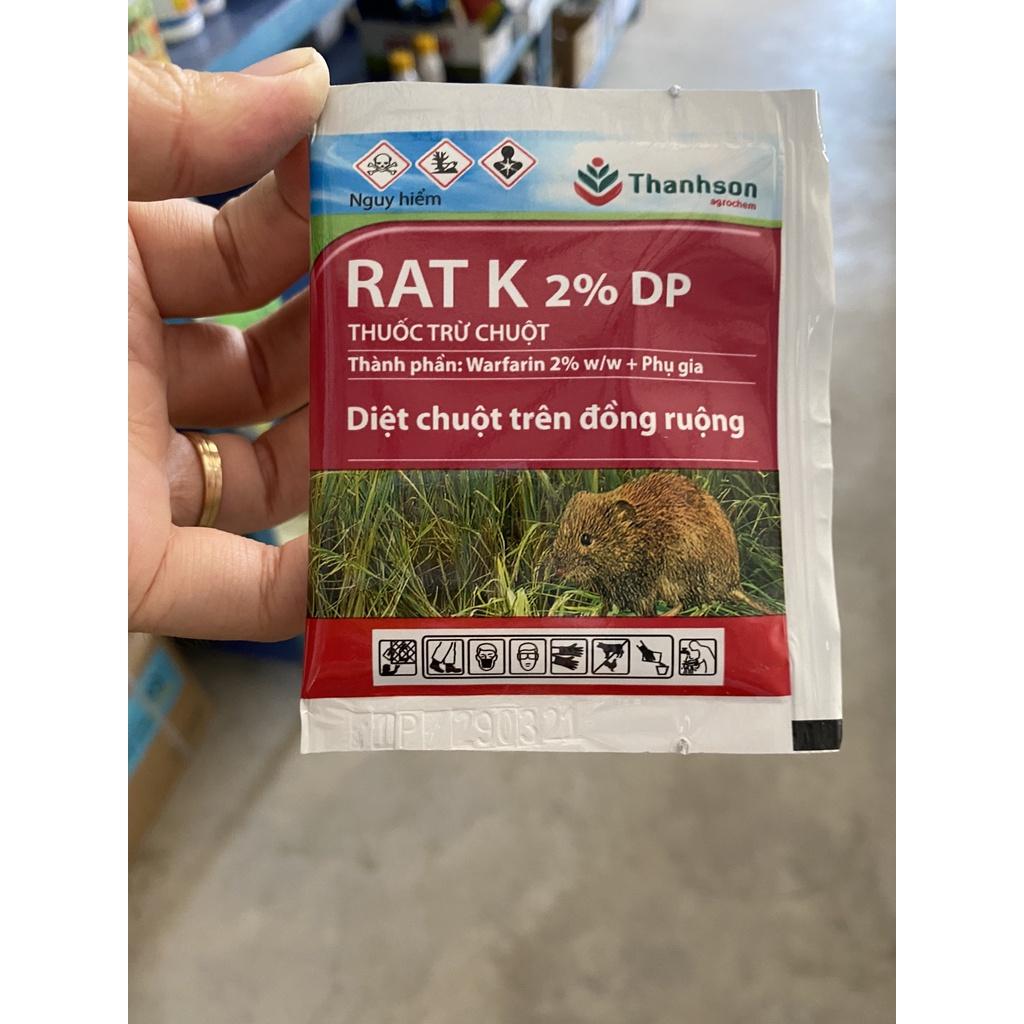 Nguy hiểm
Thanhson
agrochem
RAT K 2% DP
THUỐC TRỪ CHUỘT
Thành phần: Warfarin 2% w/w + Phụ gia
Diệt chuột trên đồng ruộng
290321